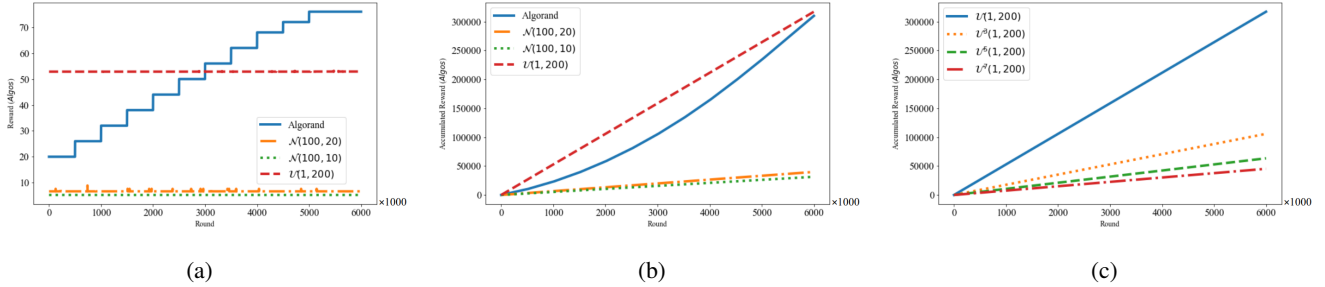 70
60
50
40
30
20
10
Reward (Algos)
Algorand
𝒩(100, 20)
𝒩(100, 10)
𝒰(1, 200)
0 1000 2000 3000 4000 5000 6000
×1000
Round
(a)
300000
250000
200000
150000
100000
50000
0
Accumulated Reward (Algos)
Algorand
𝒩(100, 20)
𝒩(100, 10)
𝒰(1, 200)
0 1000 2000 3000 4000 5000 6000
×1000
Round
(b)
300000
250000
200000
150000
100000
50000
0
Accumulated Reward (Algos)
𝒰(1, 200)
𝒰(1, 200)
𝒰(1, 200)
𝒰(1, 200)
0 1000 2000 3000 4000 5000 6000
×1000
Round
(c)